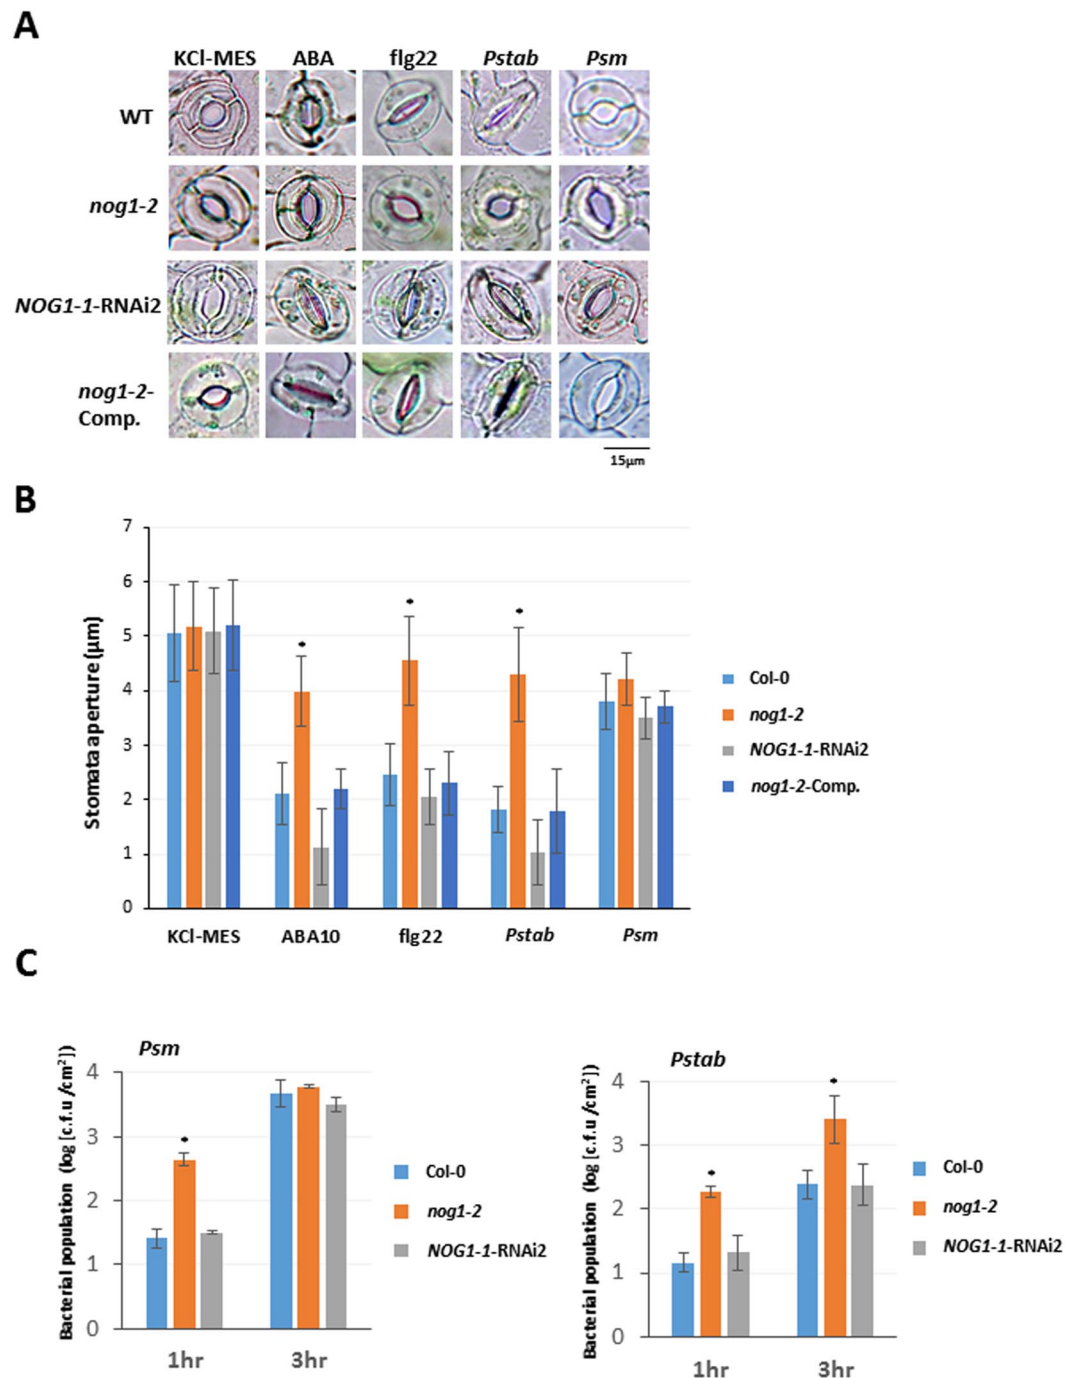 A
KCl-MES ABA flg22 Pstab Psm
WT
nog1-2
NOG1-1-RNAi2
nog1-2-
Comp.
15µm
B
Stomata aperture (µm)
7
6
5
4
3
2
1
0
* * *
KCl-MES ABA10 flg22 Pstab Psm
Col-0
nog1-2
NOG1-1-RNAi2
nog1-2-Comp.
C
Psm
Bacterial population (log [c.f.u /cm²])
4
3
2
1
0
*
1hr 3hr
Col-0
nog1-2
NOG1-1-RNAi2
Pstab
Bacterial population (log [c.f.u /cm²])
4
3
2
1
0
* *
1hr 3hr
Col-0
nog1-2
NOG1-1-RNAi2